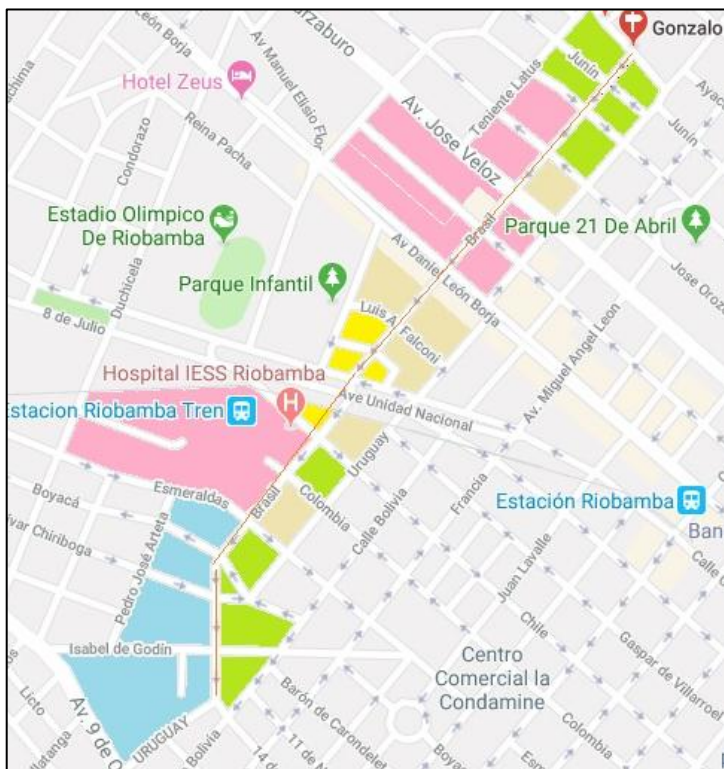 Gonzalo
León Borja
Av Manuel Elisio Flor
Hotel Zeus
Reina Pacha
Condorazo
Duchicela
Av. Jose Veloz
Teniente Latus
Junín
Junín
Estadio Olimpico
De Riobamba
Brasil
Parque 21 De Abril
Av Daniel León Borja
Parque Infantil
8 de Julio
Luis A. Falconi
Av. Miguel Angel Leon
Hospital IESS Riobamba
Ave Unidad Nacional
Estacion Riobamba Tren
Uruguay
Esmeraldas
Brasil
Colombia
Calle Bolivia
Francia
Estación Riobamba
Boyacá
Pedro José Arteta
Juan Lavalle
Chile
Isabel de Godín
Centro
Comercial la
Condamine
Gaspar de Villarroel
Licto
URUGUAY
Bolivia
Barón de Carondelet
Colombia